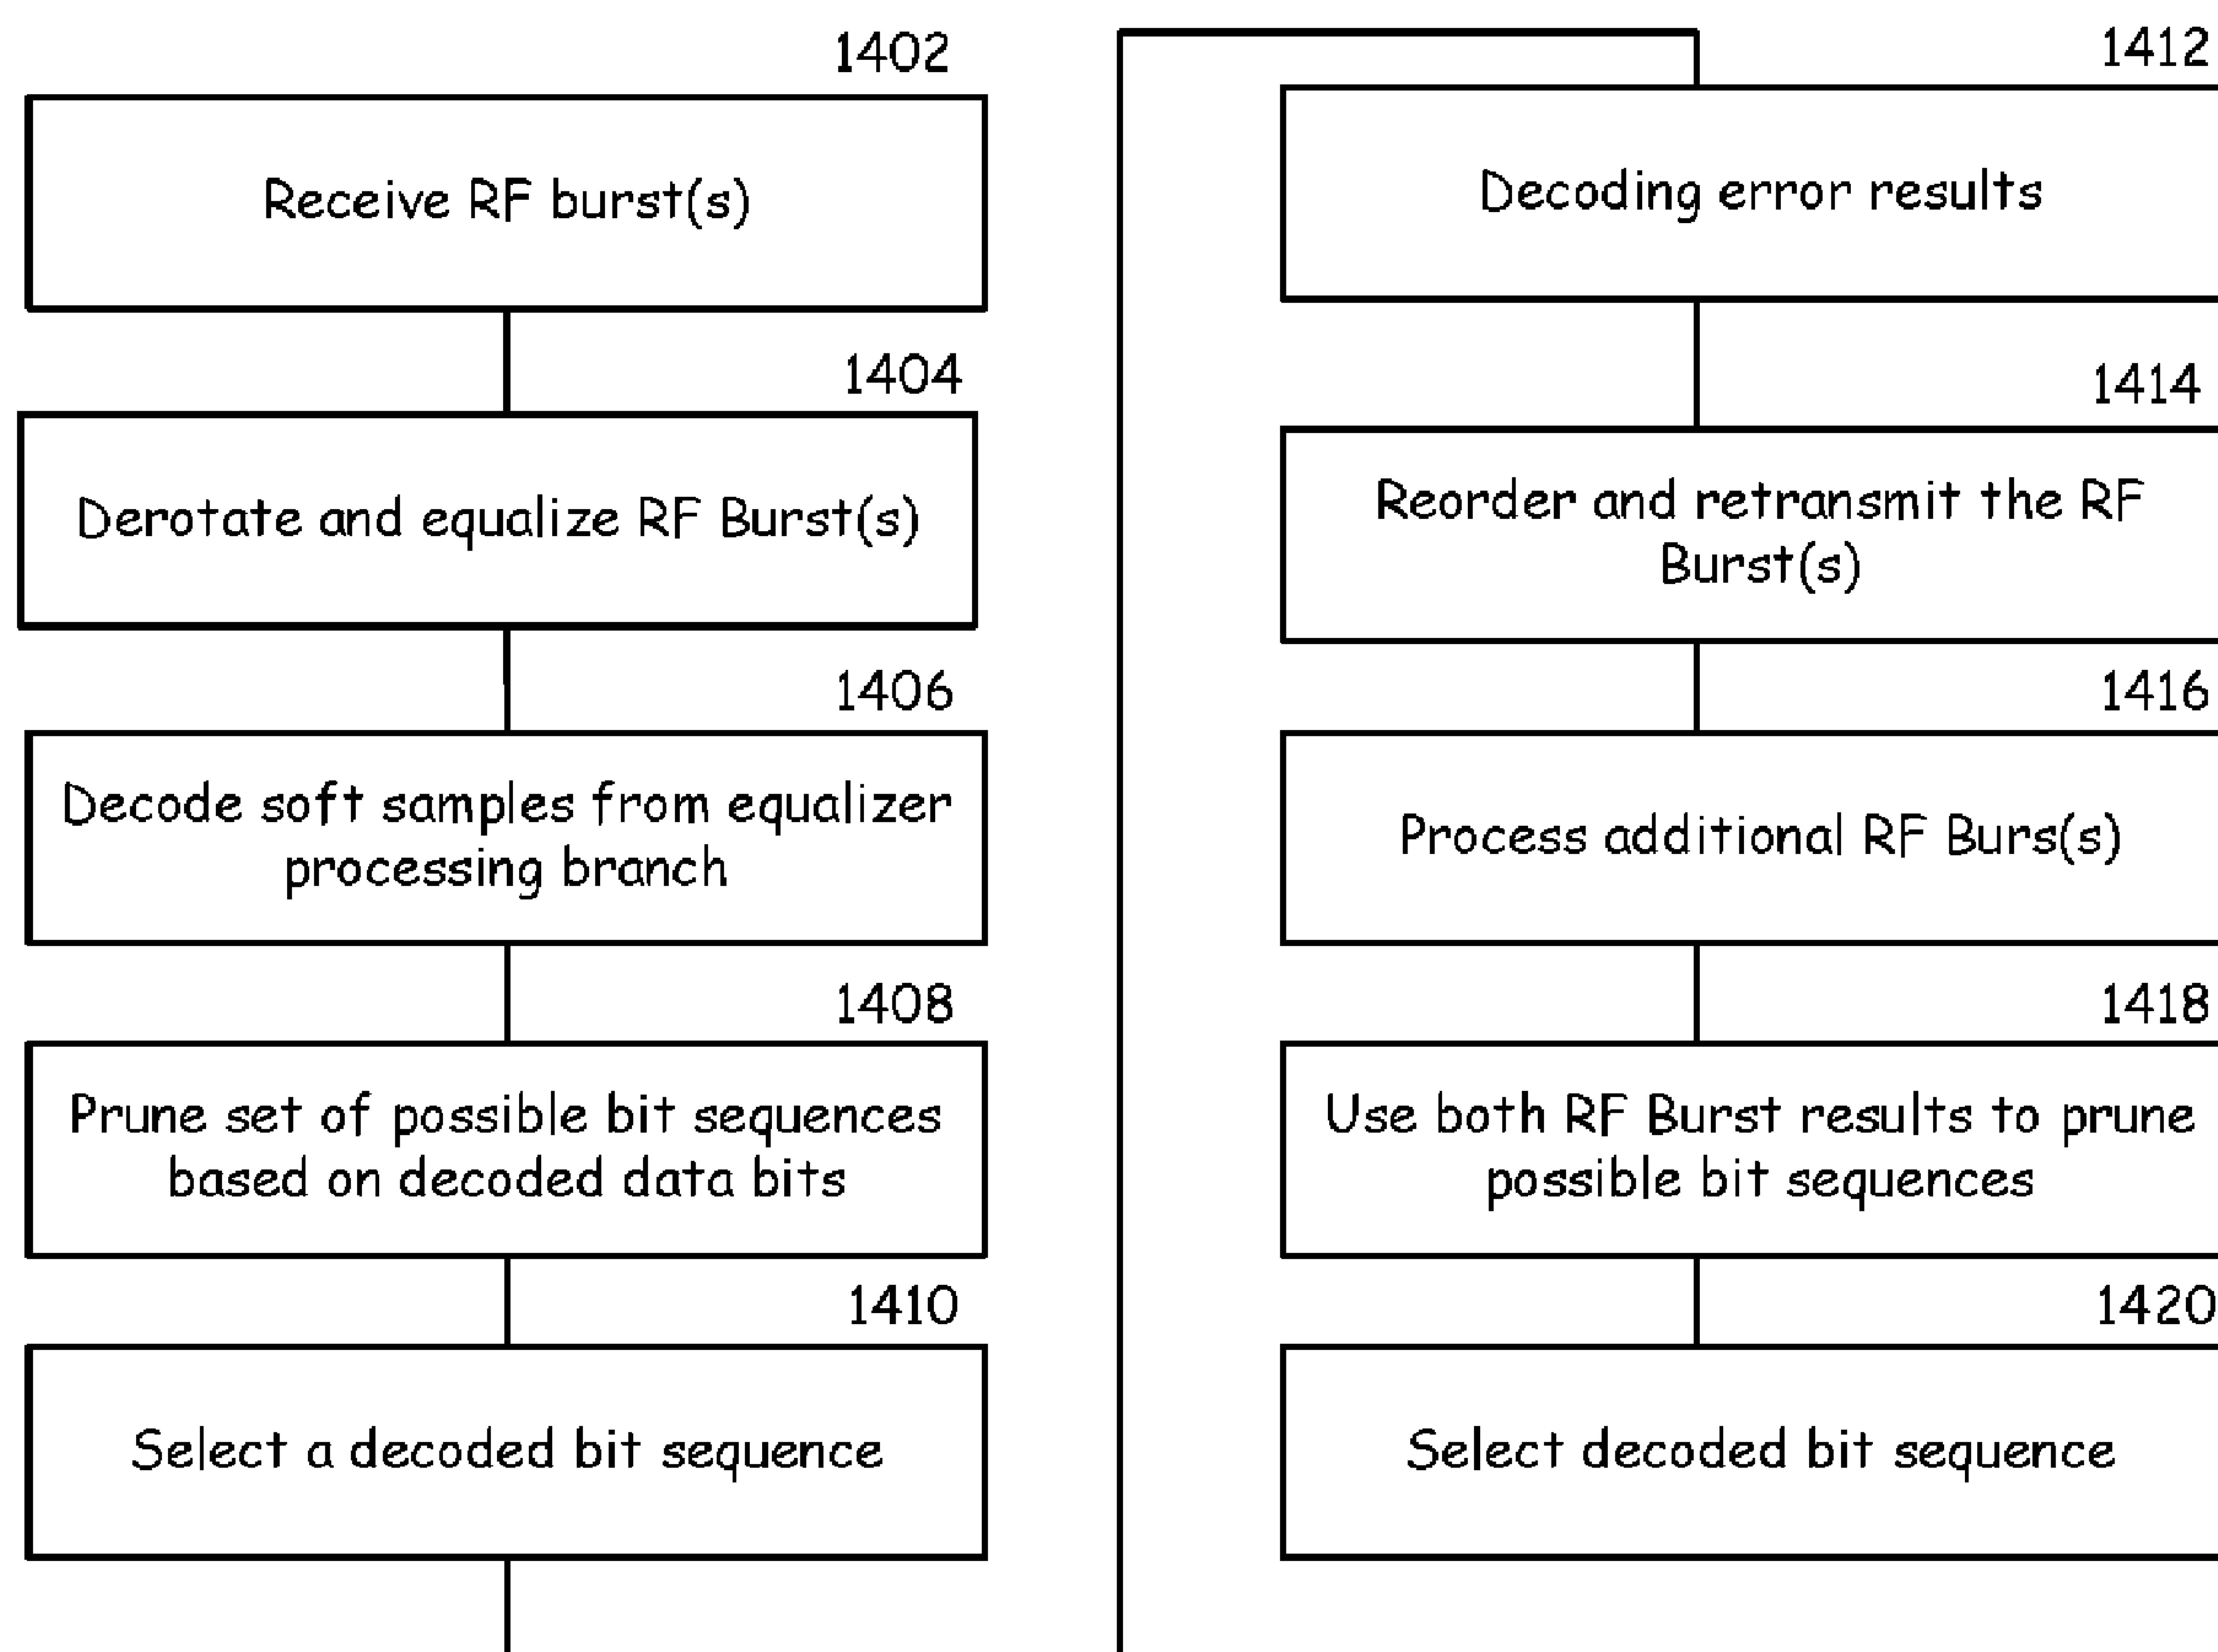 1402
Receive RF burst(s)
1404
Derotate and equalize RF Burst(s)
1406
Decode soft samples from equalizer
processing branch
1408
Prune set of possible bit sequences
based on decoded data bits
1410
Select a decoded bit sequence
1412
Decoding error results
1414
Reorder and retransmit the RF
Burst(s)
1416
Process additional RF Burs(s)
1418
Use both RF Burst results to prune
possible bit sequences
1420
Select decoded bit sequence